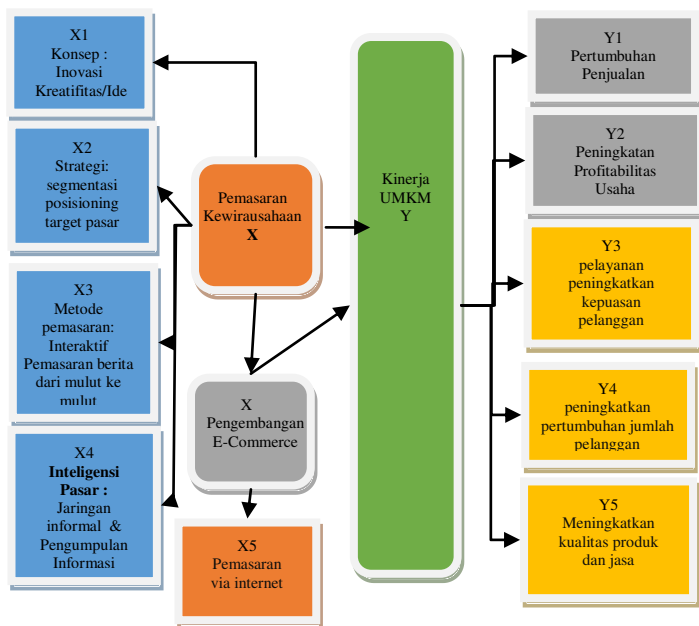 X1
Konsep :
Inovasi
Kreatifitas/Ide
X2
Strategi:
segmentasi
posisioning
target pasar
X3
Metode
pemasaran:
Interaktif
Pemasaran berita
dari mulut ke
mulut
X4
Inteligensi
Pasar :
Jaringan
informal &
Pengumpulan
Informasi
Pemasaran
Kewirausahaan
X
X
Pengembangan
E-Commerce
X5
Pemasaran
via internet
Kinerja
UMKM
Y
Y1
Pertumbuhan
Penjualan
Y2
Peningkatan
Profitabilitas
Usaha
Y3
pelayanan
peningkatkan
kepuasan
pelanggan
Y4
peningkatkan
pertumbuhan jumlah
pelanggan
Y5
Meningkatkan
kualitas produk
dan jasa